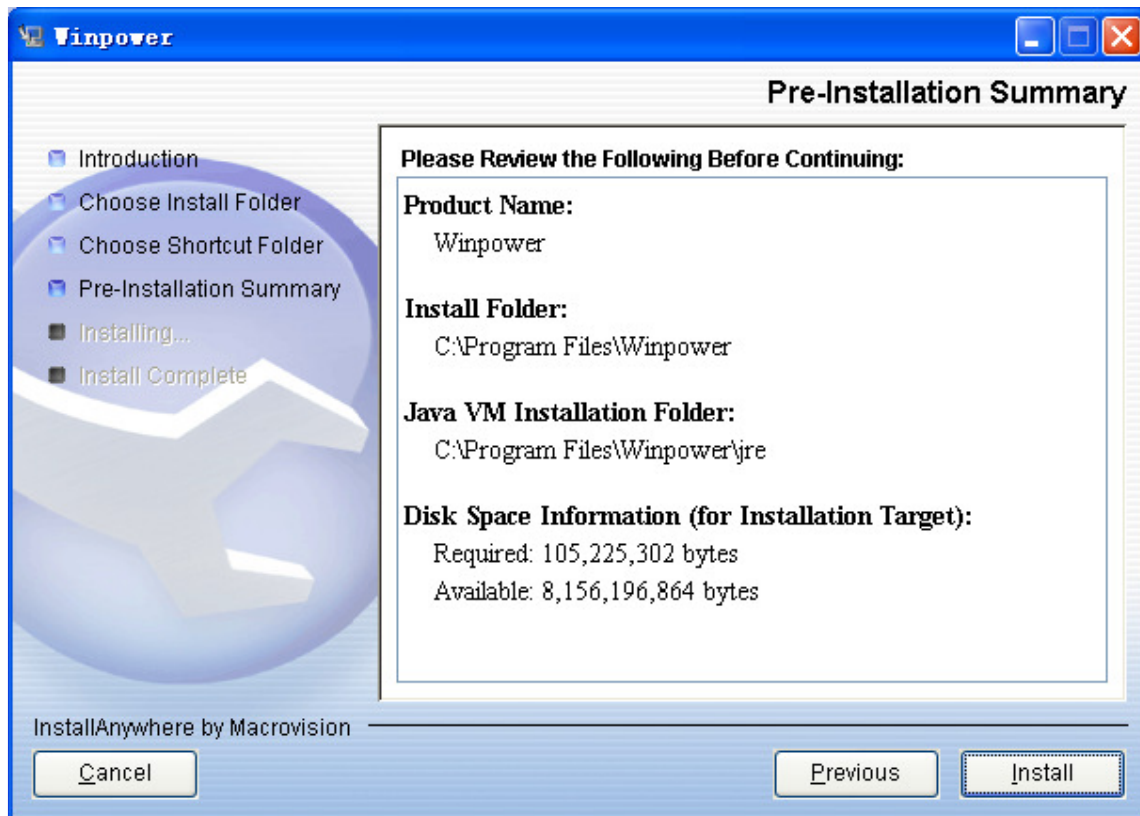 Winpower
Pre-Installation Summary
Introduction
Choose Install Folder
Choose Shortcut Folder
Pre-Installation Summary
Installing...
Install Complete
Please Review the Following Before Continuing:
Product Name:
Winpower
Install Folder:
C:\Program Files\Winpower
Java VM Installation Folder:
C:\Program Files\Winpower\jre
Disk Space Information (for Installation Target):
Required: 105,225,302 bytes
Available: 8,156,196,864 bytes
InstallAnywhere by Macrovision
Cancel
Previous
Install